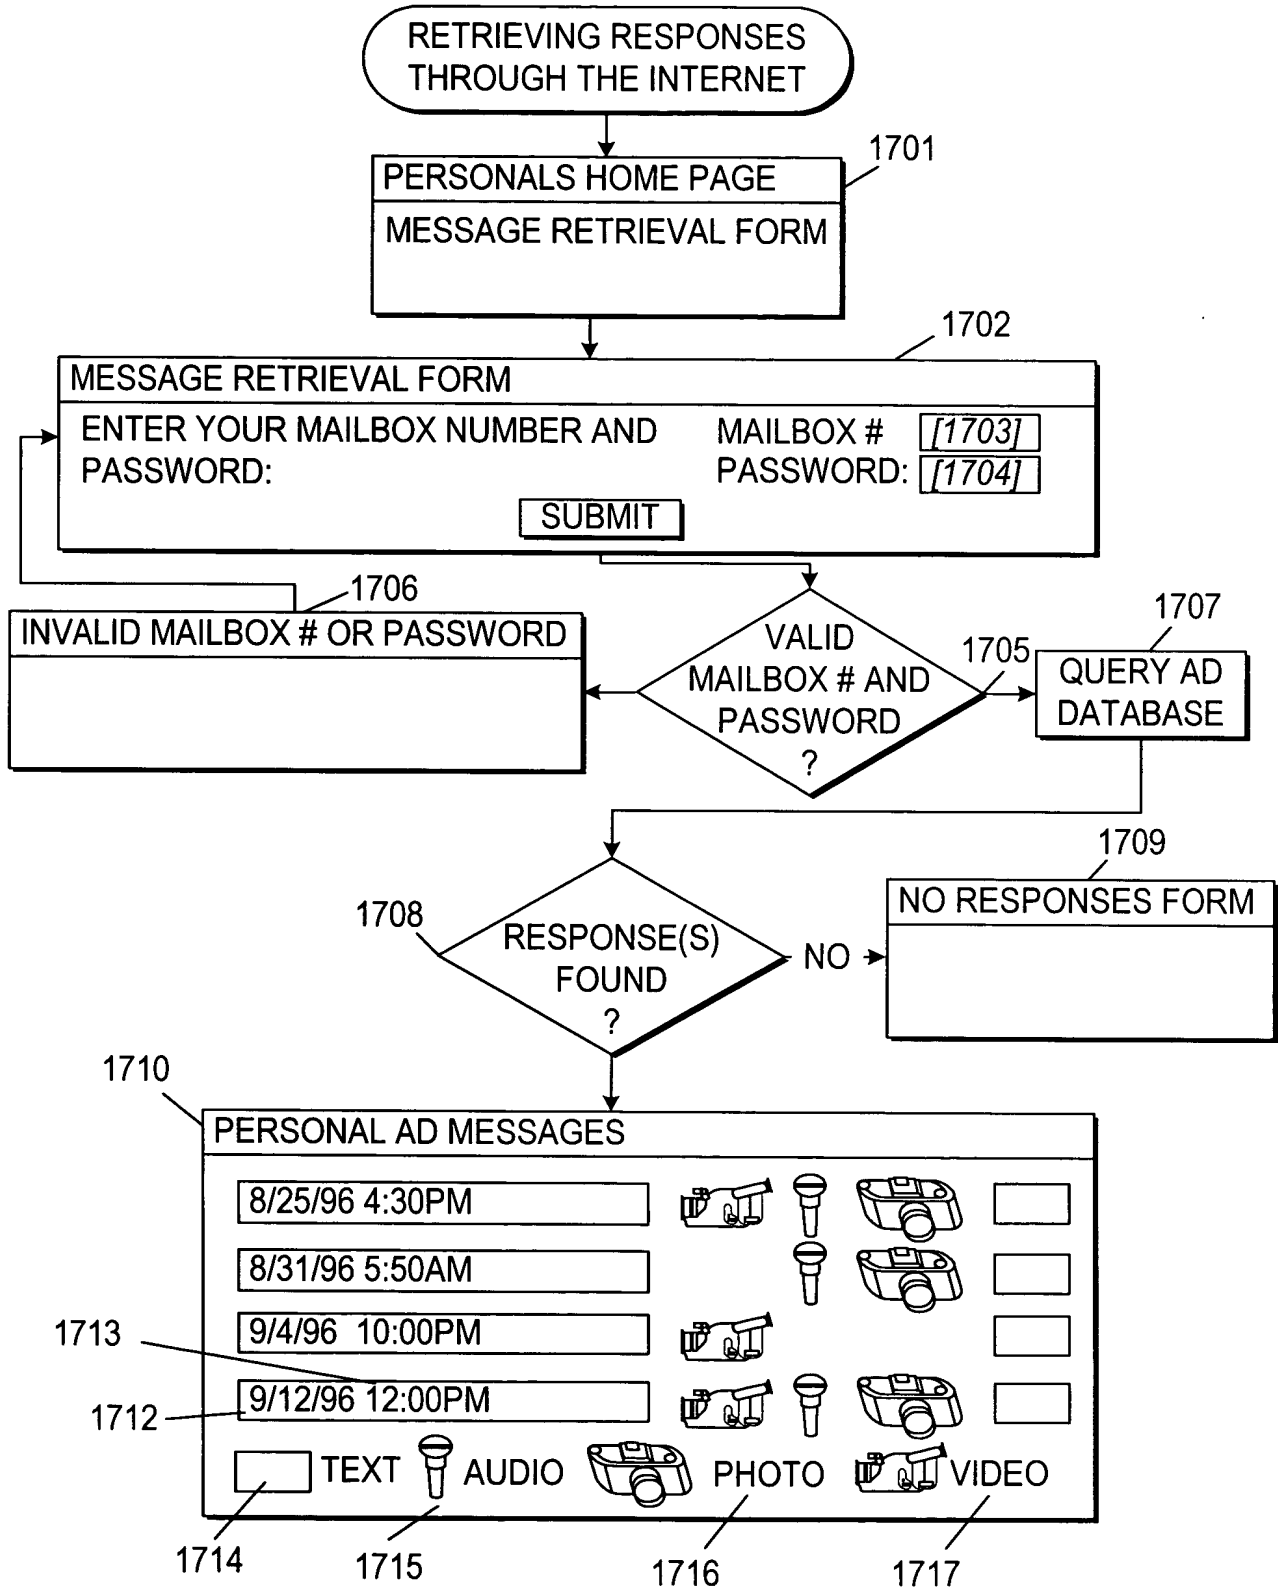 RETRIEVING RESPONSES
THROUGH THE INTERNET
1701
PERSONALS HOME PAGE
MESSAGE RETRIEVAL FORM
1702
MESSAGE RETRIEVAL FORM
ENTER YOUR MAILBOX NUMBER AND
PASSWORD:
MAILBOX # [1703]
PASSWORD: [1704]
SUBMIT
1706
INVALID MAILBOX # OR PASSWORD
VALID
MAILBOX # AND
PASSWORD
?
1705
1707
QUERY AD
DATABASE
1708
RESPONSE(S)
FOUND
?
NO
1709
NO RESPONSES FORM
1710
PERSONAL AD MESSAGES
8/25/96 4:30PM
8/31/96 5:50AM
9/4/96 10:00PM
1713
9/12/96 12:00PM
1712
TEXT
AUDIO
PHOTO
VIDEO
1714
1715
1716
1717